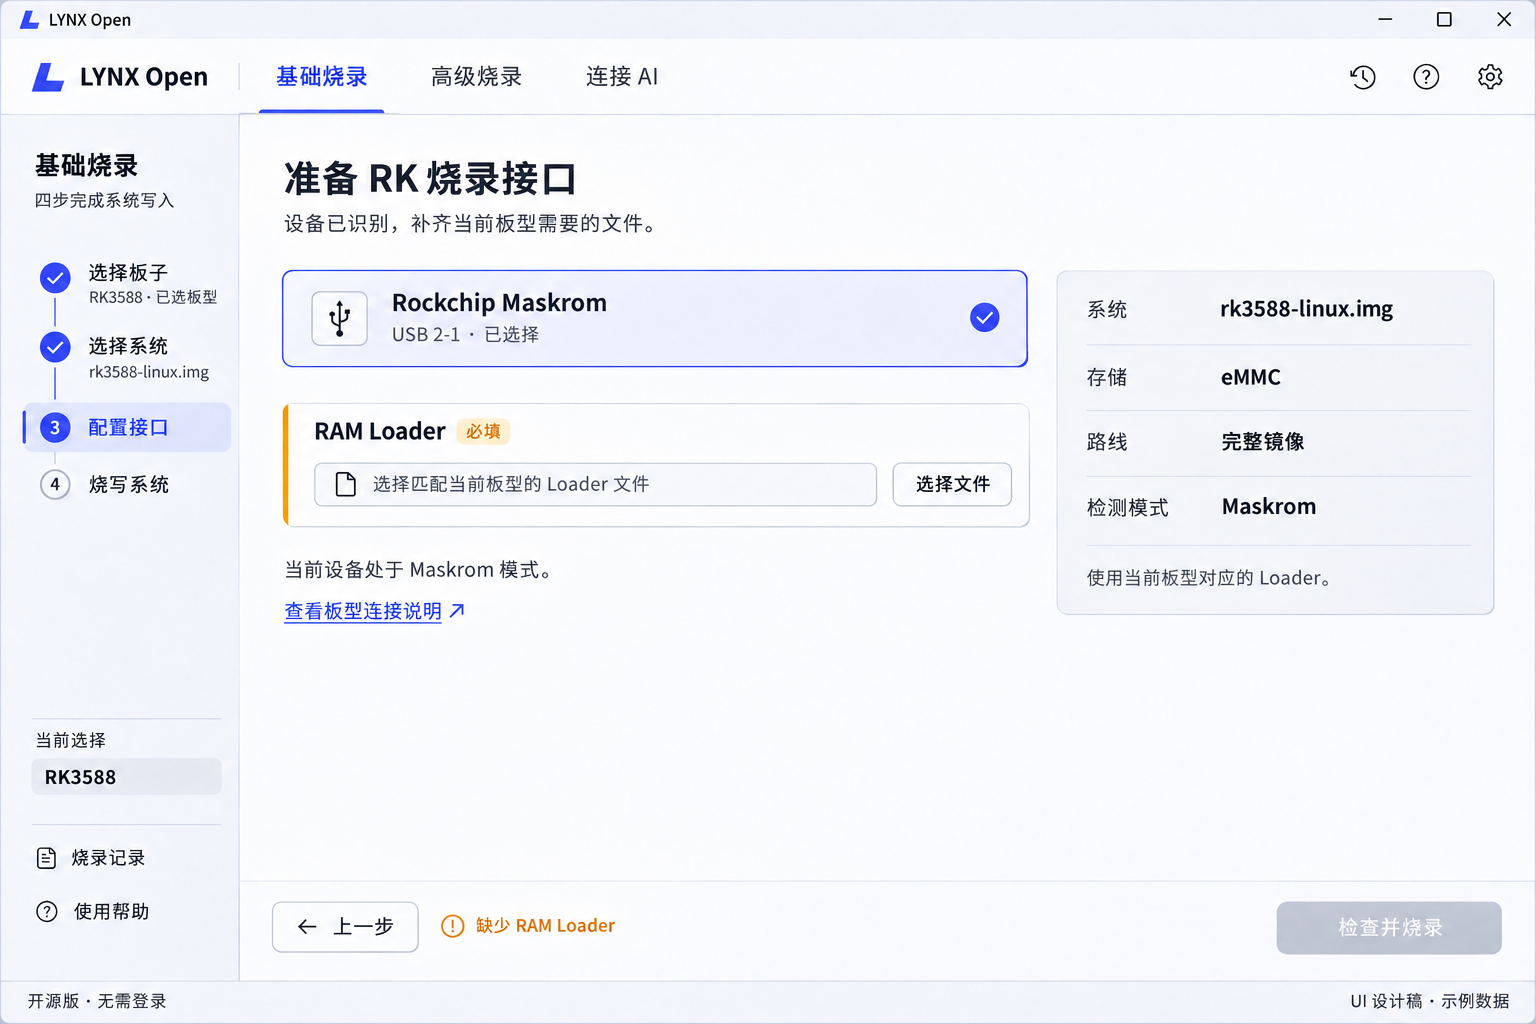 LYNX Open
LYNX Open
基础烧录
高级烧录
连接 AI
基础烧录
四步完成系统写入
选择板子
RK3588 · 已选板型
选择系统
rk3588-linux.img
3
配置接口
4
烧写系统
当前选择
RK3588
烧录记录
使用帮助
准备 RK 烧录接口
设备已识别，补齐当前板型需要的文件。
Rockchip Maskrom
USB 2-1 · 已选择
RAM Loader 必填
选择匹配当前板型的 Loader 文件
选择文件
当前设备处于 Maskrom 模式。
查看板型连接说明
系统 rk3588-linux.img
存储 eMMC
路线 完整镜像
检测模式 Maskrom
使用当前板型对应的 Loader。
上一步
缺少 RAM Loader
检查并烧录
开源版 · 无需登录
UI 设计稿 · 示例数据